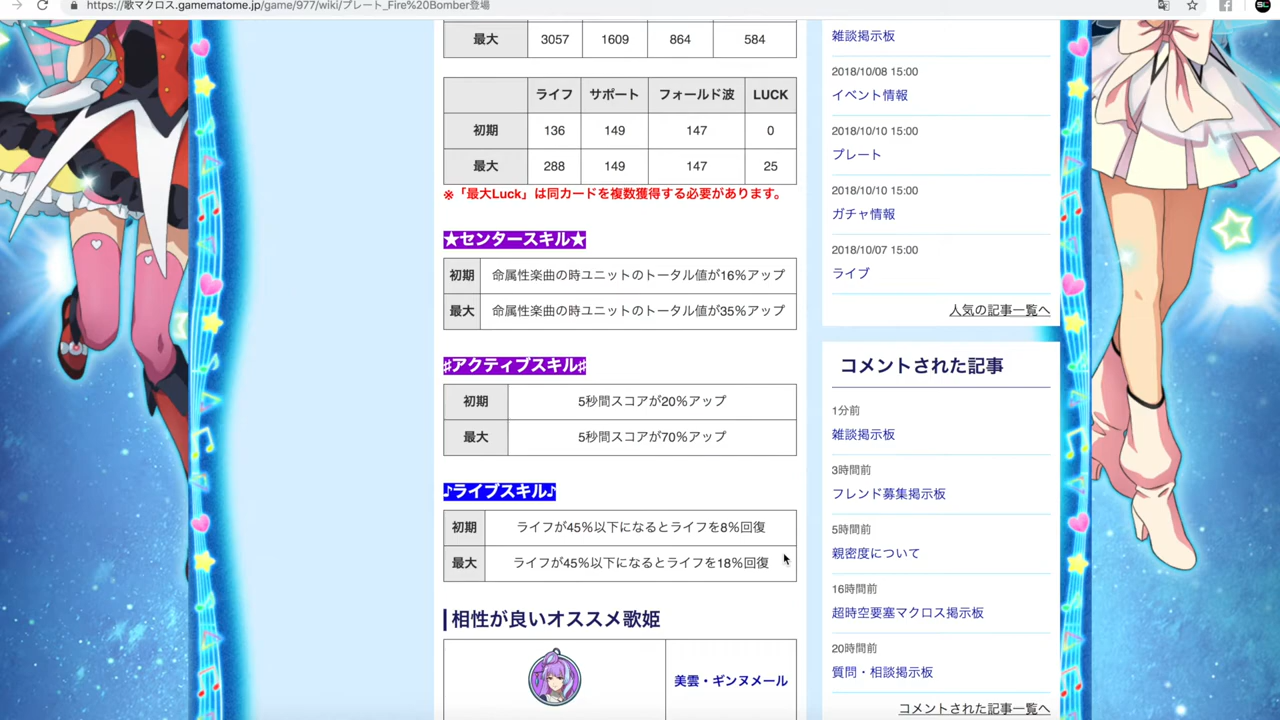 https://歌マクロス.gamematome.jp/game/977/wiki/プレート_Fire%20Bomber登場
最大 3057 1609 864 584
ライフ サポート フォールド波 LUCK
初期 136 149 147 0
最大 288 149 147 25
※「最大Luck」は同カードを複数獲得する必要があります。
★センタースキル★
初期 命属性楽曲の時ユニットのトータル値が16%アップ
最大 命属性楽曲の時ユニットのトータル値が35%アップ
♯アクティブスキル♯
初期 5秒間スコアが20%アップ
最大 5秒間スコアが70%アップ
♪ライブスキル♪
初期 ライフが45%以下になるとライフを8%回復
最大 ライフが45%以下になるとライフを18%回復
相性が良いオススメ歌姫
美雲・ギンヌメール
雑談掲示板
2018/10/08 15:00
イベント情報
2018/10/10 15:00
プレート
2018/10/10 15:00
ガチャ情報
2018/10/07 15:00
ライブ
人気の記事一覧へ
コメントされた記事
1分前
雑談掲示板
3時間前
フレンド募集掲示板
5時間前
親密度について
16時間前
超時空要塞マクロス掲示板
20時間前
質問・相談掲示板
コメントされた記事一覧へ